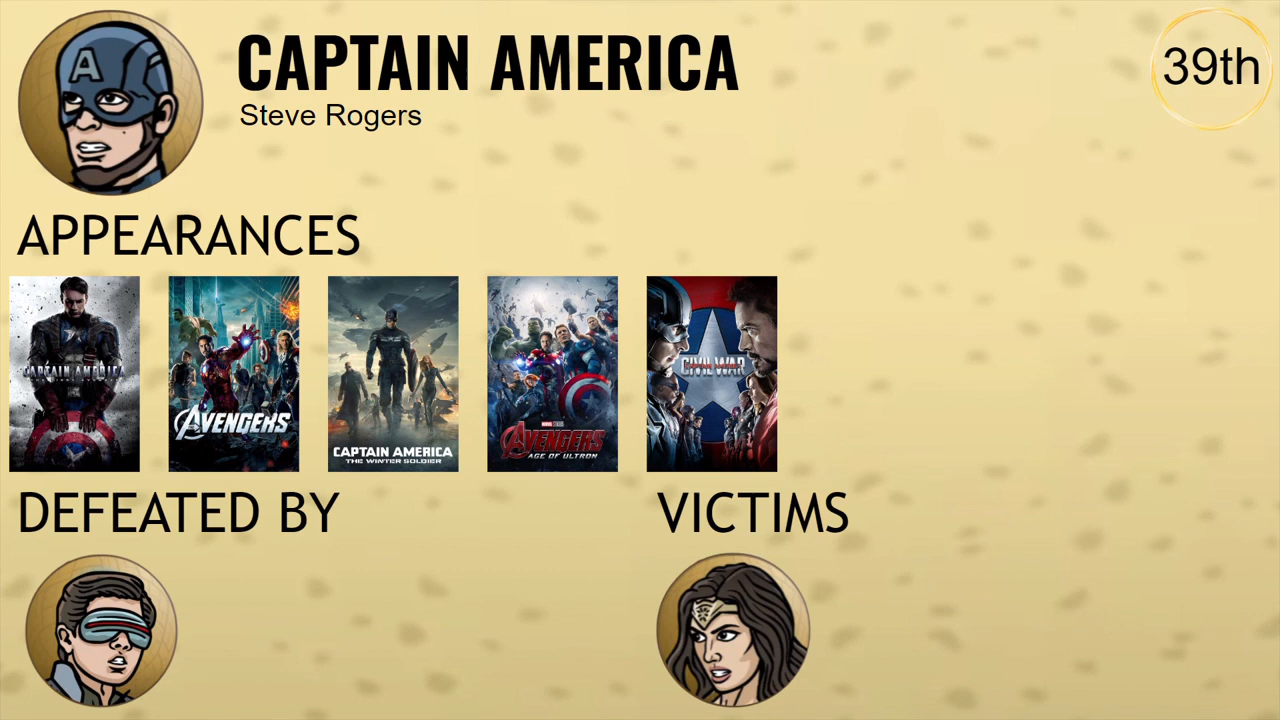 CAPTAIN AMERICA
39th
Steve Rogers
A
APPEARANCES
CAPTAIN AMERICA
AVENGERS
CAPTAIN AMERICA
THE WINTER SOLDIER
AVENGERS
AGE OF ULTRON
CIVIL WAR
DEFEATED BY
VICTIMS